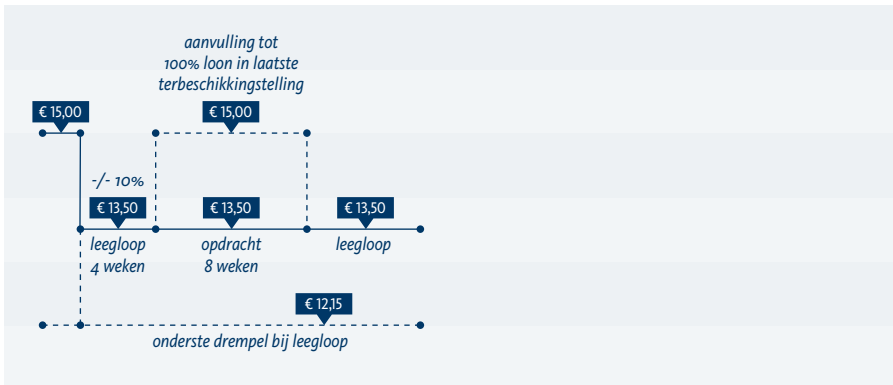 aanvulling tot
100% loon in laatste
terbeschikkingstelling
€ 15,00
€ 15,00
-/- 10%
€ 13,50
€ 13,50
€ 13,50
leegloop
4 weken
opdracht
8 weken
leegloop
€ 12,15
onderste drempel bij leegloop